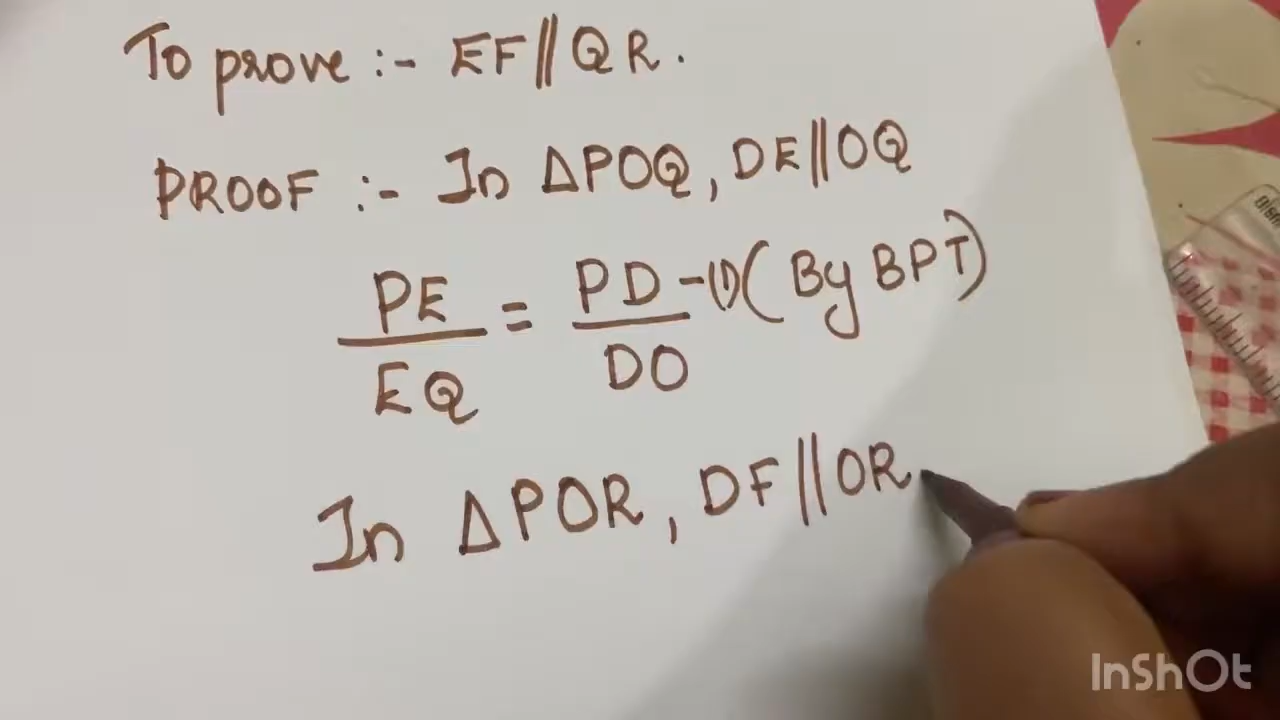 To prove :- EF || QR.
PROOF :- In ΔPOQ, DE || OQ
PE/EQ = PD/DO -(1) (By BPT)
In ΔPOR, DF || OR
InShOt